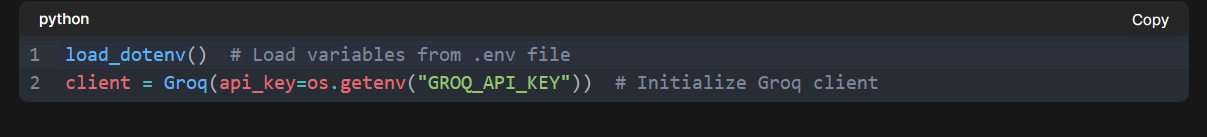 python Copy
1 load_dotenv()  # Load variables from .env file
2 client = Groq(api_key=os.getenv("GROQ_API_KEY"))  # Initialize Groq client